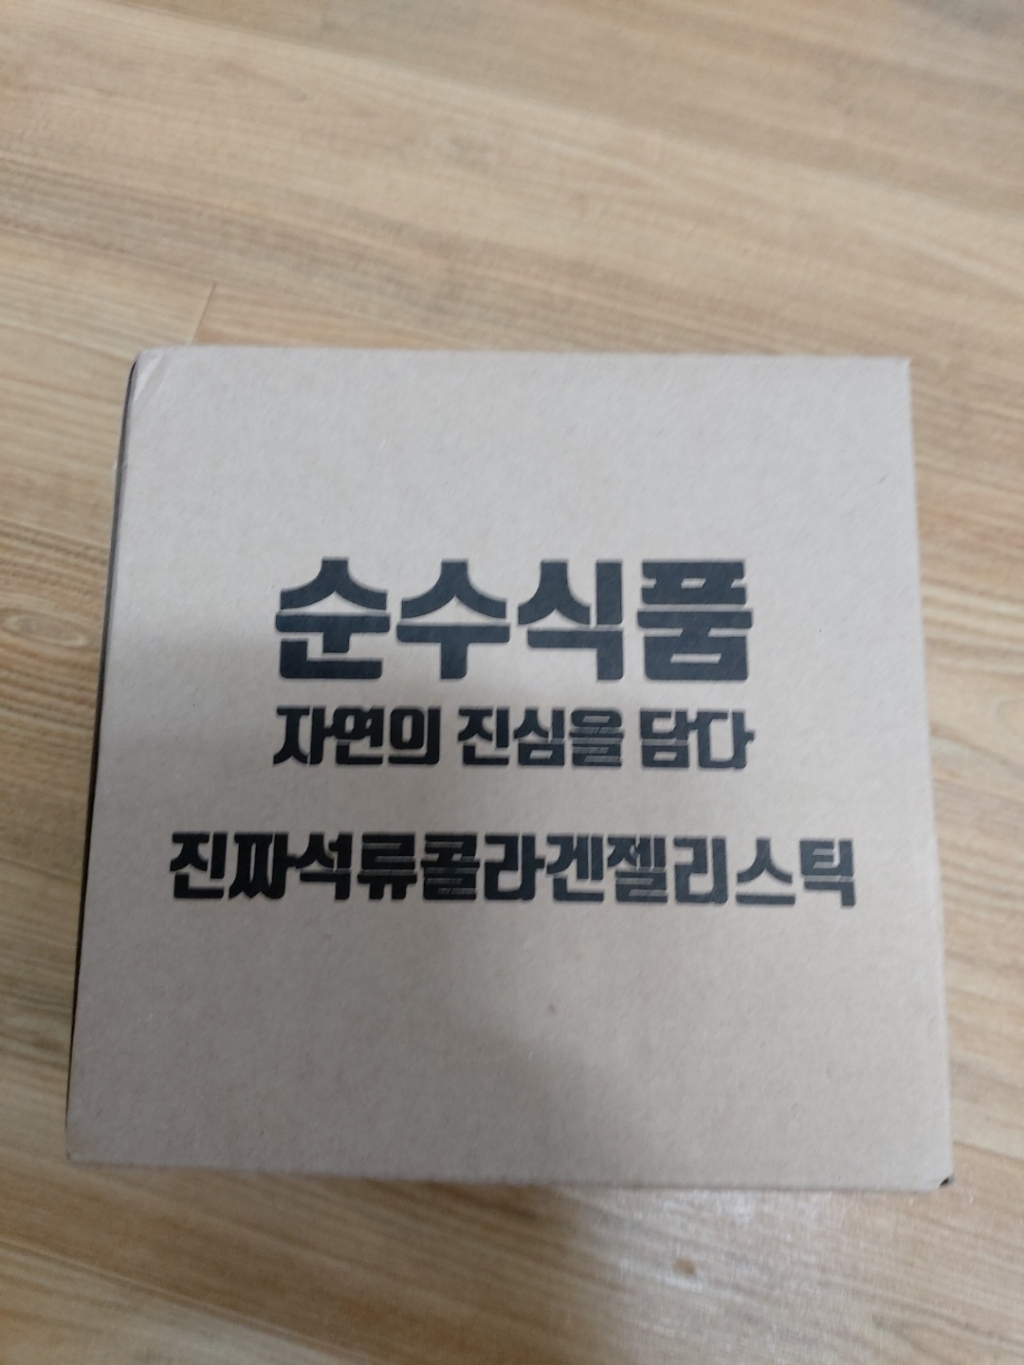 순수식품
자연의 진심을 담다
진짜석류콜라겐젤리스틱